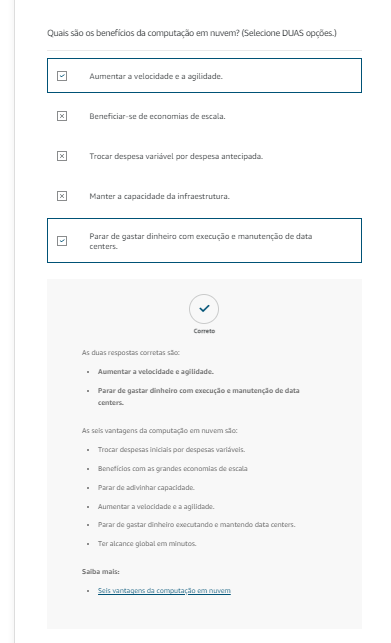 Quais são os benefícios da computação em nuvem? (Selecione DUAS opções.)
Aumentar a velocidade e a agilidade.
Beneficiar-se de economias de escala.
Trocar despesa variável por despesa antecipada.
Manter a capacidade da infraestrutura.
Parar de gastar dinheiro com execução e manutenção de data
centers.
Correto
As duas respostas corretas são:
• Aumentar a velocidade e agilidade.
• Parar de gastar dinheiro com execução e manutenção de data
centers.
As seis vantagens da computação em nuvem são:
• Trocar despesas iniciais por despesas variáveis.
• Benefícios com as grandes economias de escala
• Parar de adivinhar capacidade.
• Aumentar a velocidade e a agilidade.
• Parar de gastar dinheiro executando e mantendo data centers.
• Ter alcance global em minutos.
Saiba mais:
• Seis vantagens da computação em nuvem